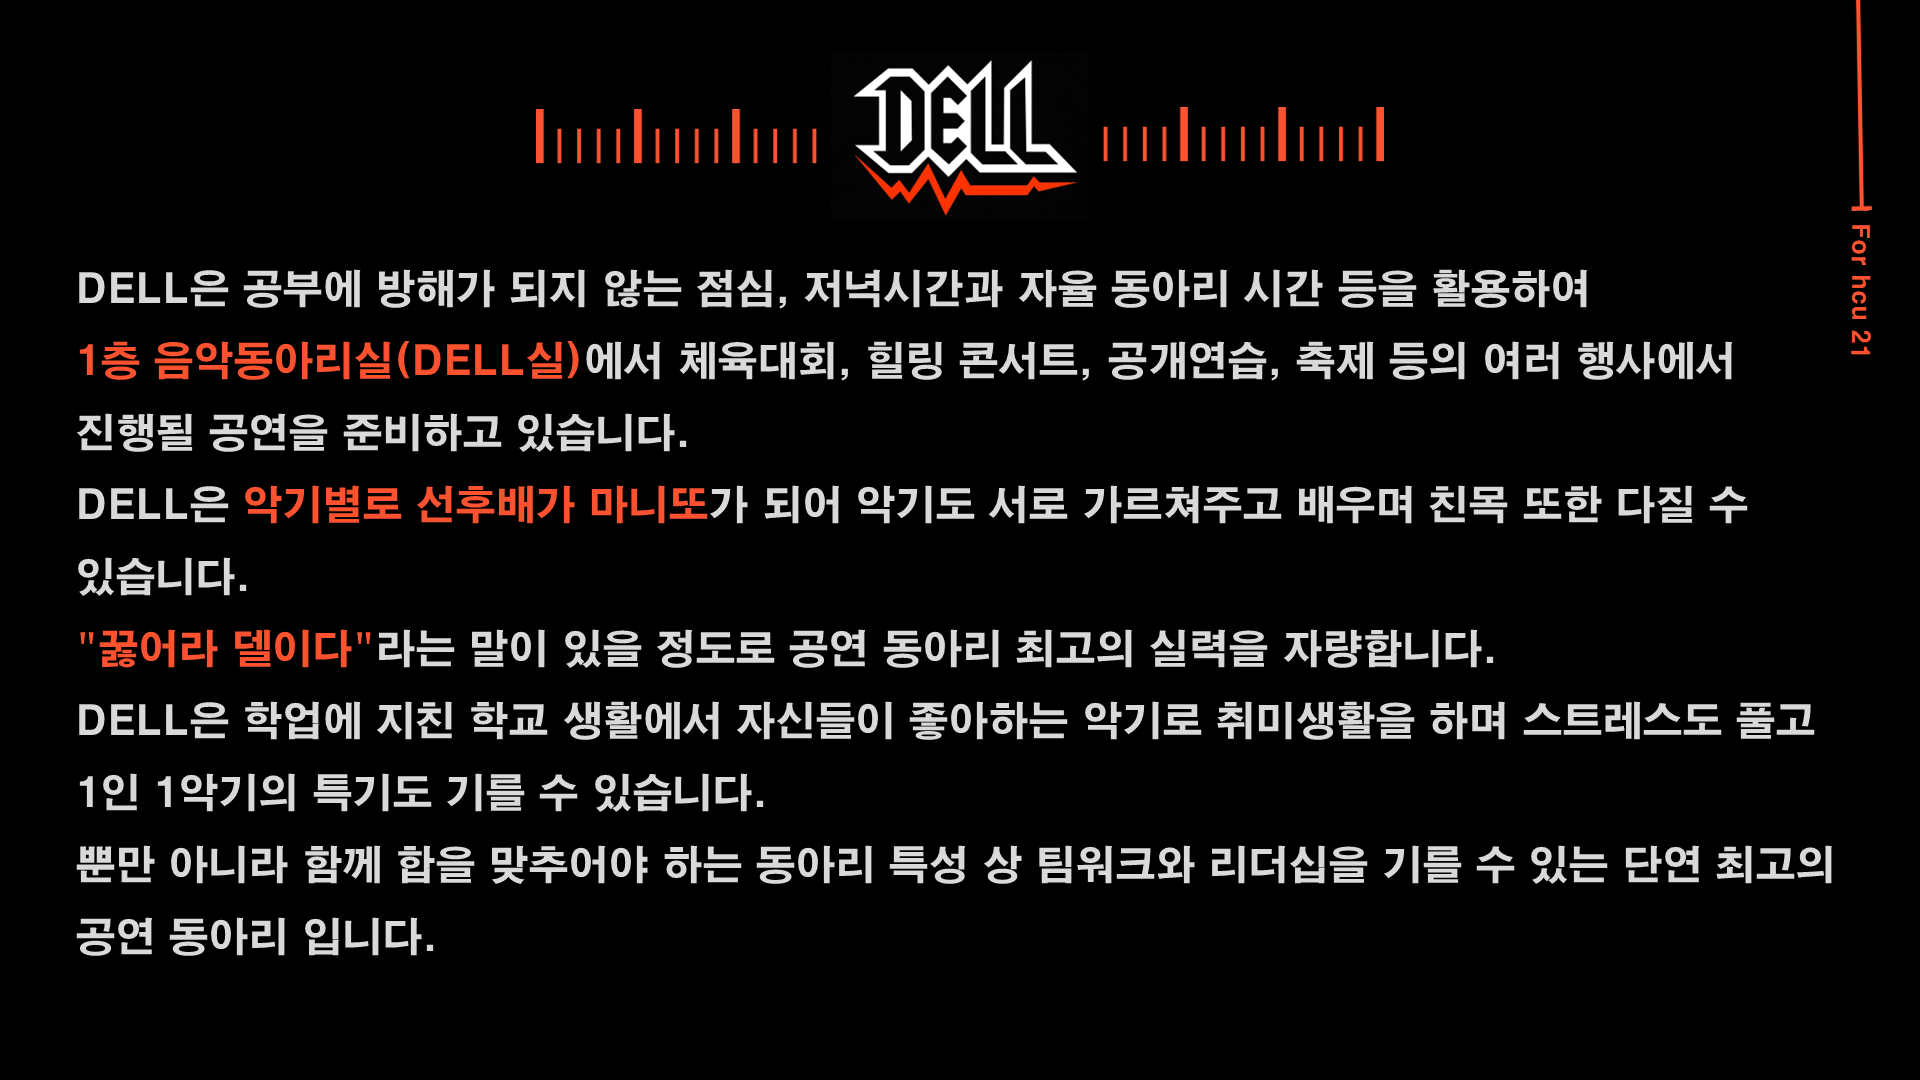 DELL
For hcu 21
DELL은 공부에 방해가 되지 않는 점심, 저녁시간과 자율 동아리 시간 등을 활용하여
1층 음악동아리실(DELL실)에서 체육대회, 힐링 콘서트, 공개연습, 축제 등의 여러 행사에서
진행될 공연을 준비하고 있습니다.
DELL은 악기별로 선후배가 마니또가 되어 악기도 서로 가르쳐주고 배우며 친목 또한 다질 수
있습니다.
"꿇어라 델이다"라는 말이 있을 정도로 공연 동아리 최고의 실력을 자랑합니다.
DELL은 학업에 지친 학교 생활에서 자신들이 좋아하는 악기로 취미생활을 하며 스트레스도 풀고
1인 1악기의 특기도 기를 수 있습니다.
뿐만 아니라 함께 합을 맞추어야 하는 동아리 특성 상 팀워크와 리더십을 기를 수 있는 단연 최고의
공연 동아리 입니다.